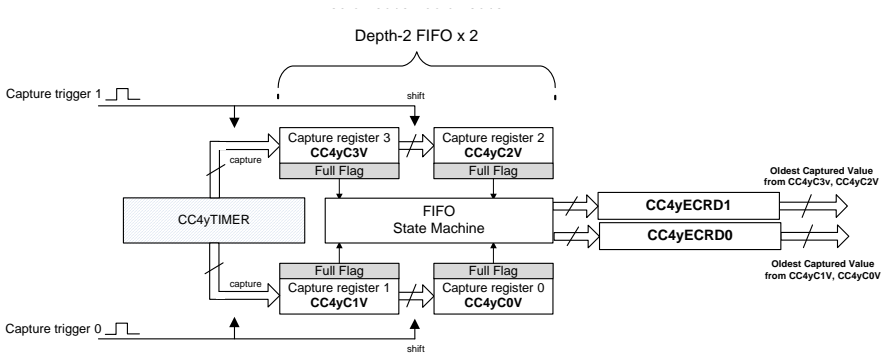 Depth-2 FIFO x 2
Capture trigger 1
shift
Capture register 3
CC4yC3V
Full Flag
Capture register 2
CC4yC2V
Full Flag
capture
Oldest Captured Value
from CC4yC3v, CC4yC2V
CC4yTIMER
FIFO
State Machine
CC4yECRD1
CC4yECRD0
Oldest Captured Value
from CC4yC1V, CC4yC0V
capture
Full Flag
Capture register 1
CC4yC1V
Full Flag
Capture register 0
CC4yC0V
Capture trigger 0
shift